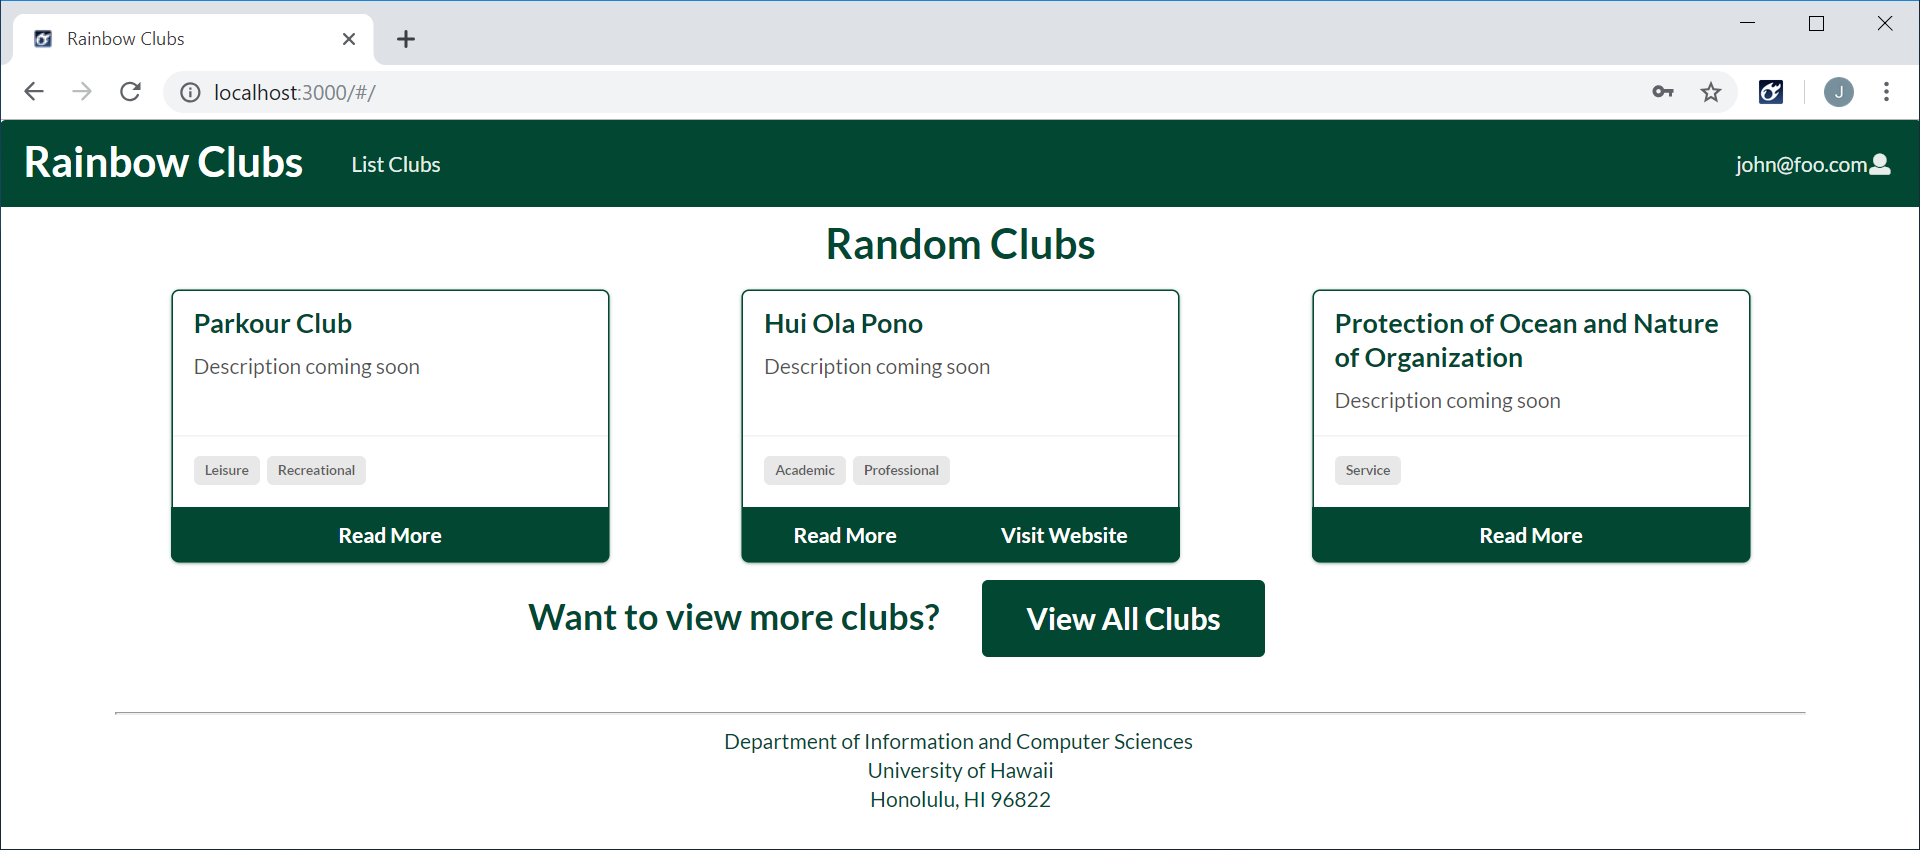 Rainbow Clubs
localhost:3000/#/
J
Rainbow Clubs
List Clubs
john@foo.com
Random Clubs
Parkour Club
Description coming soon
Leisure
Recreational
Read More
Hui Ola Pono
Description coming soon
Academic
Professional
Read More
Visit Website
Protection of Ocean and Nature
of Organization
Description coming soon
Service
Read More
Want to view more clubs?
View All Clubs
Department of Information and Computer Sciences
University of Hawaii
Honolulu, HI 96822